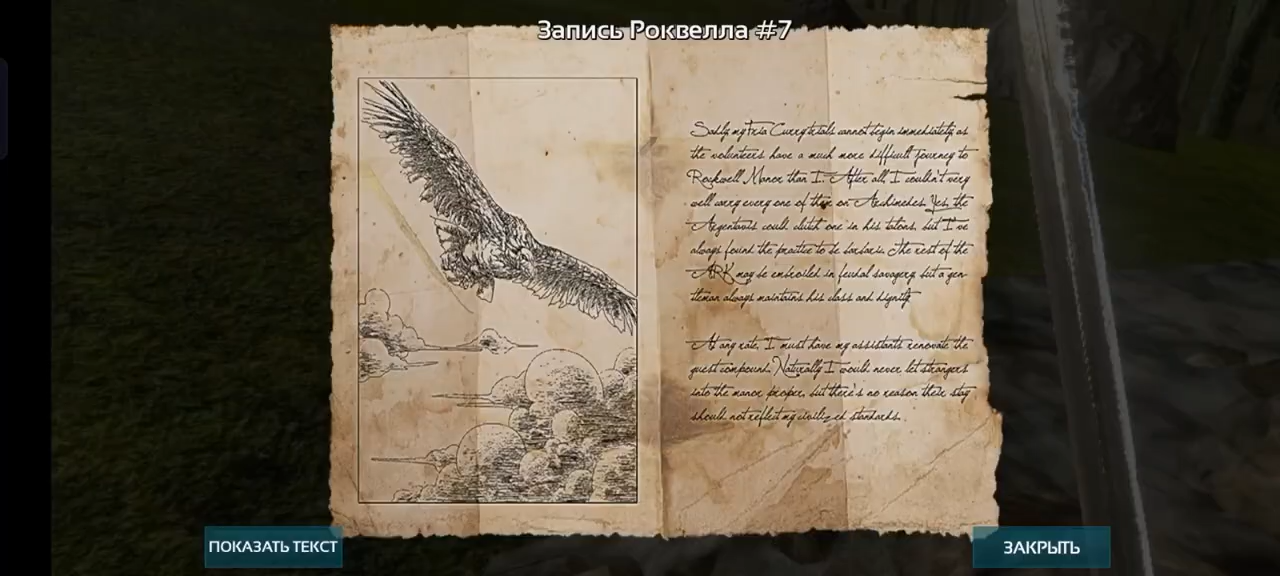 Запись Роквелла #7
Sadly my Fria Curry trials cannot begin immediately as
the volunteers have a much more difficult journey to
Rockwell Manor than I. After all, I couldn't very
well carry every one of them on Archimedes. Yes, the
Argentavis could clutch one in his talons, but I've
always found the practice to be barbaric. The rest of the
ARK may be embroiled in feudal savagery but a gen
tleman always maintains his class and dignity.
At any rate, I must have my assistants renovate the
guest compound. Naturally I would never let strangers
into the manor proper, but there's no reason their stay
should not reflect my civilized standards.
ПОКАЗАТЬ ТЕКСТ
ЗАКРЫТЬ